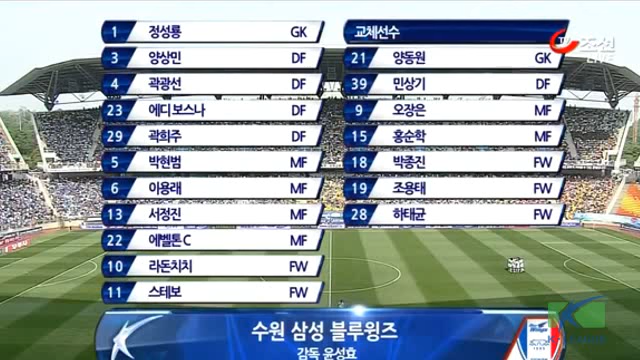 1 정성룡 GK
3 양상민 DF
4 곽광선 DF
23 에디 보스나 DF
29 곽희주 DF
5 박현범 MF
6 이용래 MF
13 서정진 MF
22 에벨톤 C MF
10 라돈치치 FW
11 스테보 FW
교체선수
21 양동원 GK
39 민상기 DF
9 오장은 MF
15 홍순학 MF
18 박종진 FW
19 조용태 FW
28 하태균 FW
TV조선
LIVE
수원 삼성 블루윙즈
감독 윤성효